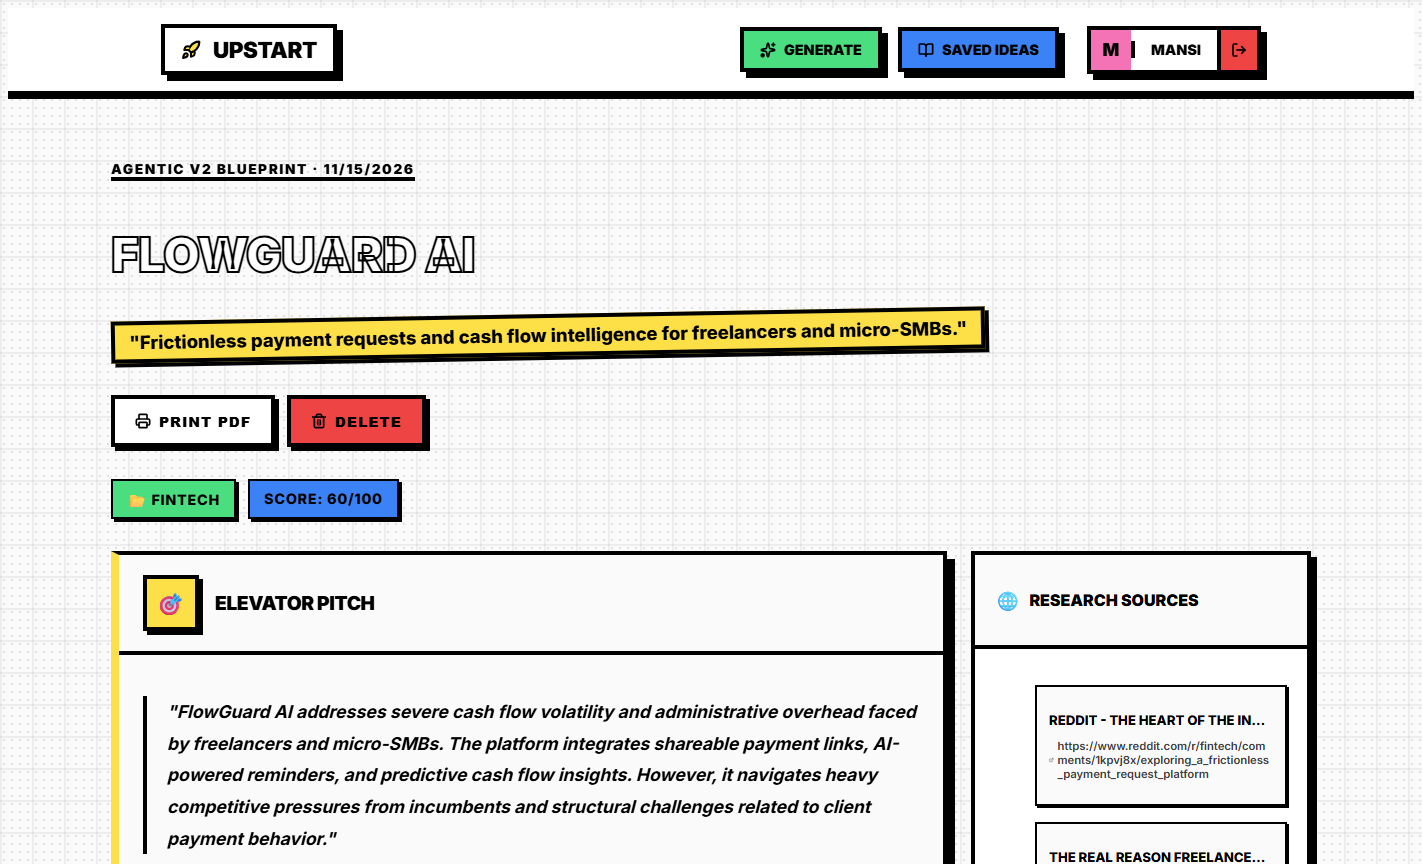 UPSTART
GENERATE
SAVED IDEAS
M
MANSI
AGENTIC V2 BLUEPRINT · 11/15/2026
FLOWGUARD AI
"Frictionless payment requests and cash flow intelligence for freelancers and micro-SMBs."
PRINT PDF
DELETE
FINTECH
SCORE: 60/100
ELEVATOR PITCH
"FlowGuard AI addresses severe cash flow volatility and administrative overhead faced
by freelancers and micro-SMBs. The platform integrates shareable payment links, AI-
powered reminders, and predictive cash flow insights. However, it navigates heavy
competitive pressures from incumbents and structural challenges related to client
payment behavior."
RESEARCH SOURCES
REDDIT - THE HEART OF THE IN...
https://www.reddit.com/r/fintech/com
ments/1kpvj8x/exploring_a_frictionless
_payment_request_platform
THE REAL REASON FREELANCE...